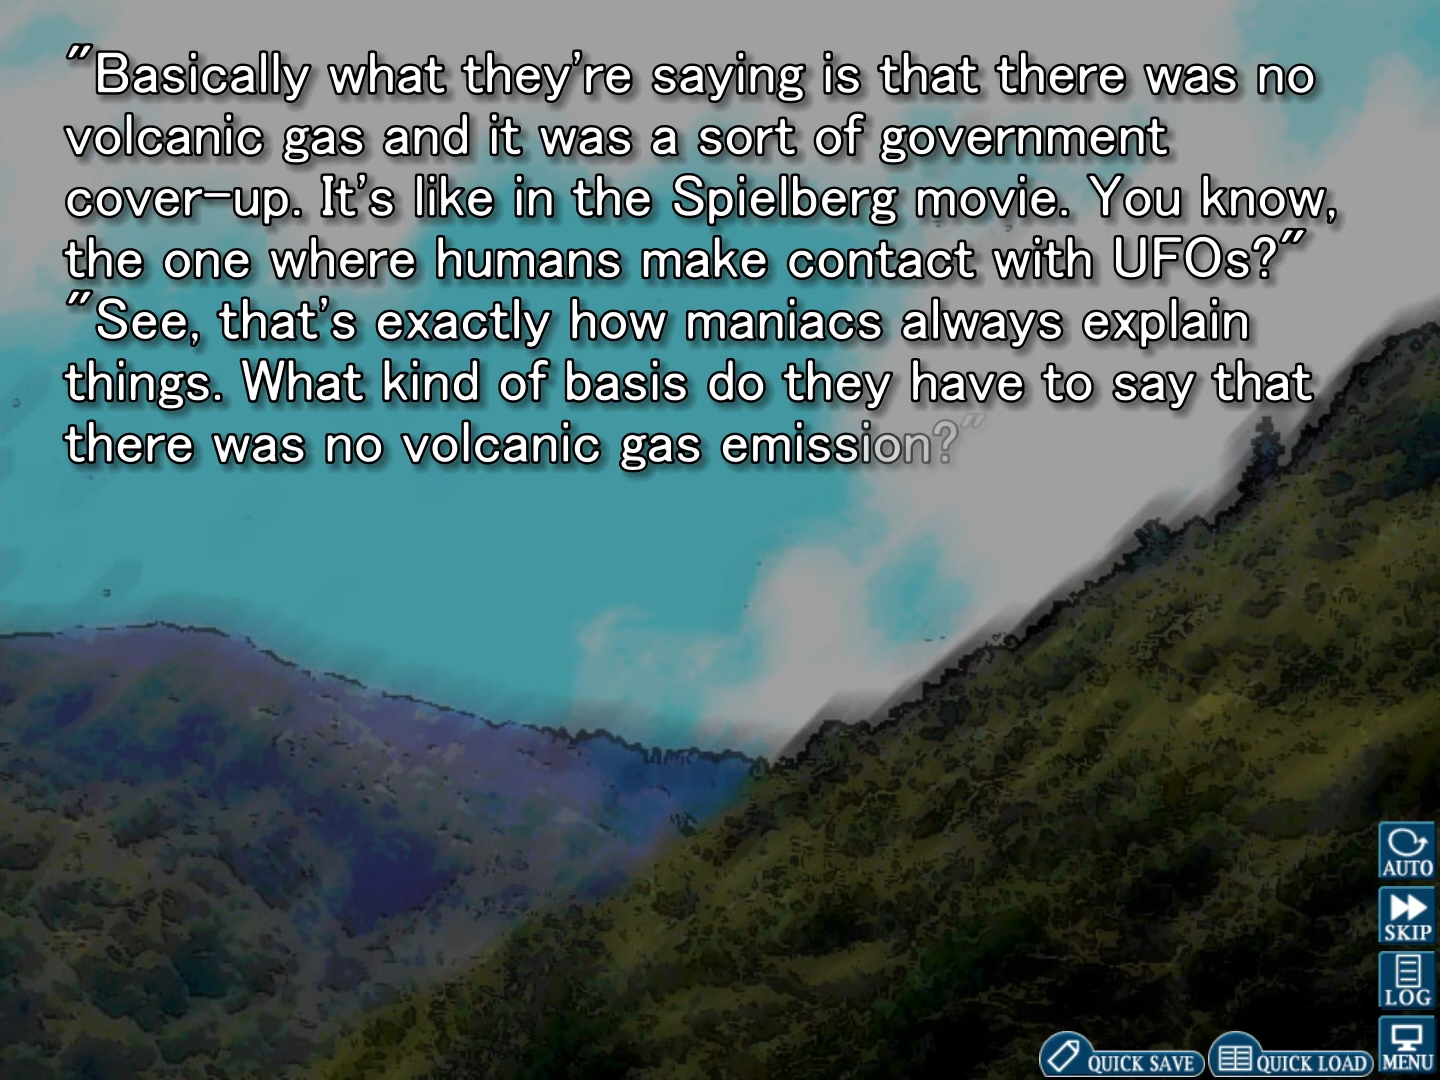 "Basically what they're saying is that there was no
volcanic gas and it was a sort of government
cover-up. It's like in the Spielberg movie. You know,
the one where humans make contact with UFOs?"
"See, that's exactly how maniacs always explain
things. What kind of basis do they have to say that
there was no volcanic gas emission?"
AUTO
SKIP
LOG
QUICK SAVE QUICK LOAD MENU